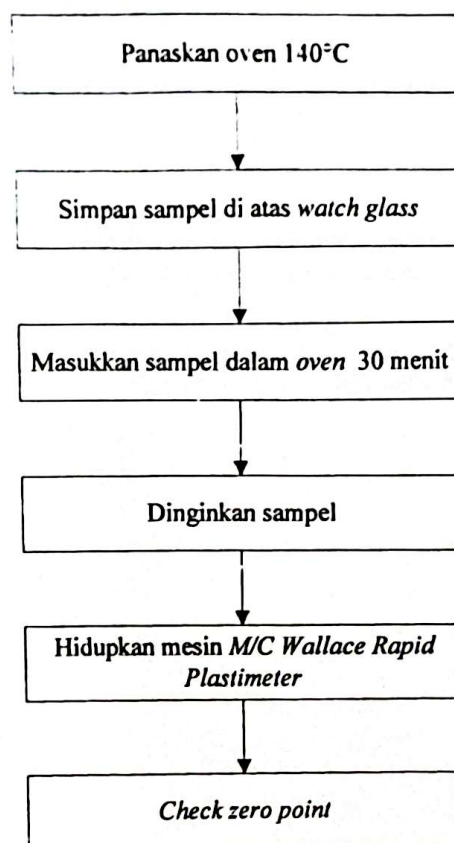 Panaskan oven 140°C
Simpan sampel di atas watch glass
Masukkan sampel dalam oven 30 menit
Dinginkan sampel
Hidupkan mesin M/C Wallace Rapid
Plastimeter
Check zero point